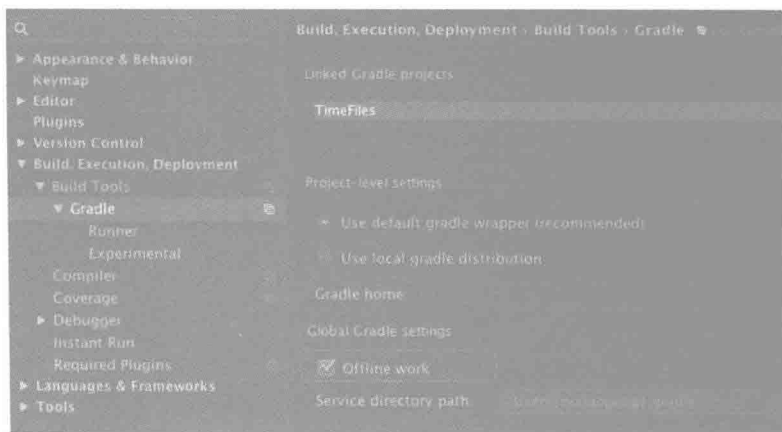 Build, Execution, Deployment › Build Tools › Gradle
▶ Appearance & Behavior
Keymap
▶ Editor
Plugins
▶ Version Control
▼ Build, Execution, Deployment
▼ Build Tools
▼ Gradle
Runner
Experimental
Compiler
Coverage
▶ Debugger
Instant Run
Required Plugins
▶ Languages & Frameworks
▶ Tools
Linked Gradle projects
TimeFiles
Project-level settings
Use default gradle wrapper (recommended)
Use local gradle distribution
Gradle home
Global Gradle settings
Offline work
Service directory path